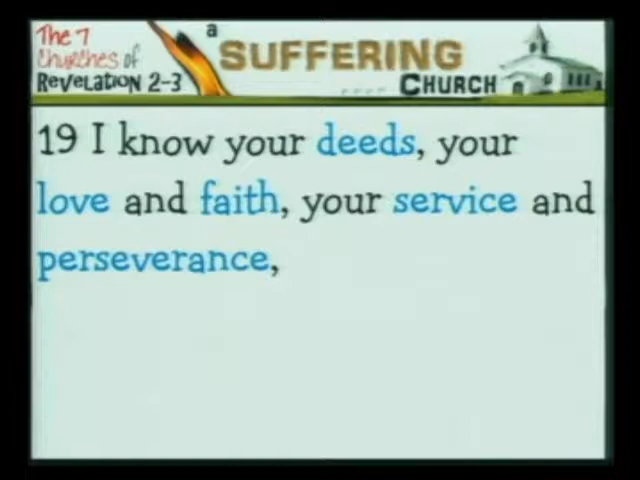 The 7
Churches of
Revelation 2-3
a
SUFFERING
CHURCH
19 I know your deeds, your
love and faith, your service and
perseverance,